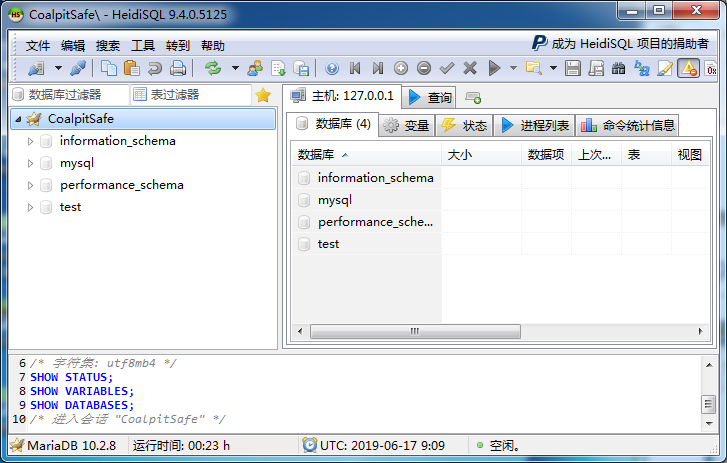 CoalpitSafe\ - HeidiSQL 9.4.0.5125
文件 编辑 搜索 工具 转到 帮助 成为 HeidiSQL 项目的捐助者
数据库过滤器 表过滤器 主机: 127.0.0.1 查询
CoalpitSafe
information_schema
mysql
performance_schema
test
数据库 (4) 变量 状态 进程列表 命令统计信息
数据库 大小 数据项 上次... 表 视图
information_schema
mysql
performance_sche...
test
6 /* 字符集: utf8mb4 */
7 SHOW STATUS;
8 SHOW VARIABLES;
9 SHOW DATABASES;
10 /* 进入会话 "CoalpitSafe" */
MariaDB 10.2.8 运行时间: 00:23 h UTC: 2019-06-17 9:09 空闲。